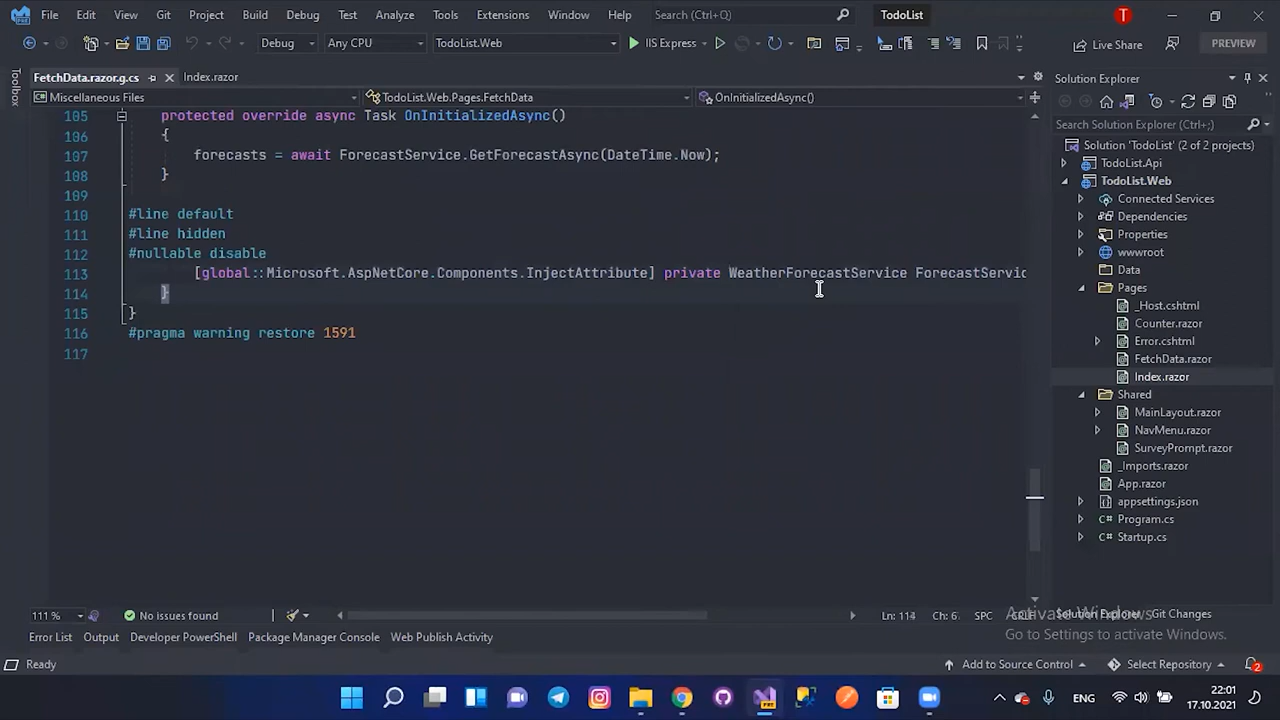 File Edit View Git Project Build Debug Test Analyze Tools Extensions Window Help Search (Ctrl+Q) TodoList T
Debug Any CPU TodoList.Web IIS Express Live Share PREVIEW
Toolbox
FetchData.razor.g.cs Index.razor
Miscellaneous Files TodoList.Web.Pages.FetchData OnInitializedAsync()
105 protected override async Task OnInitializedAsync()
106 {
107 forecasts = await ForecastService.GetForecastAsync(DateTime.Now);
108 }
109
110 #line default
111 #line hidden
112 #nullable disable
113 [global::Microsoft.AspNetCore.Components.InjectAttribute] private WeatherForecastService ForecastServic
114 }
115 }
116 #pragma warning restore 1591
117
Solution Explorer
Search Solution Explorer (Ctrl+;)
Solution 'TodoList' (2 of 2 projects)
TodoList.Api
TodoList.Web
Connected Services
Dependencies
Properties
wwwroot
Data
Pages
_Host.cshtml
Counter.razor
Error.cshtml
FetchData.razor
Index.razor
Shared
MainLayout.razor
NavMenu.razor
SurveyPrompt.razor
_Imports.razor
App.razor
appsettings.json
C# Program.cs
C# Startup.cs
111 % No issues found Ln: 114 Ch: 6 SPC CRLF
Solution Explorer Git Changes
Activate Windows
Go to Settings to activate Windows.
Error List Output Developer PowerShell Package Manager Console Web Publish Activity
Ready Add to Source Control Select Repository 2
ENG 22:01
17.10.2021